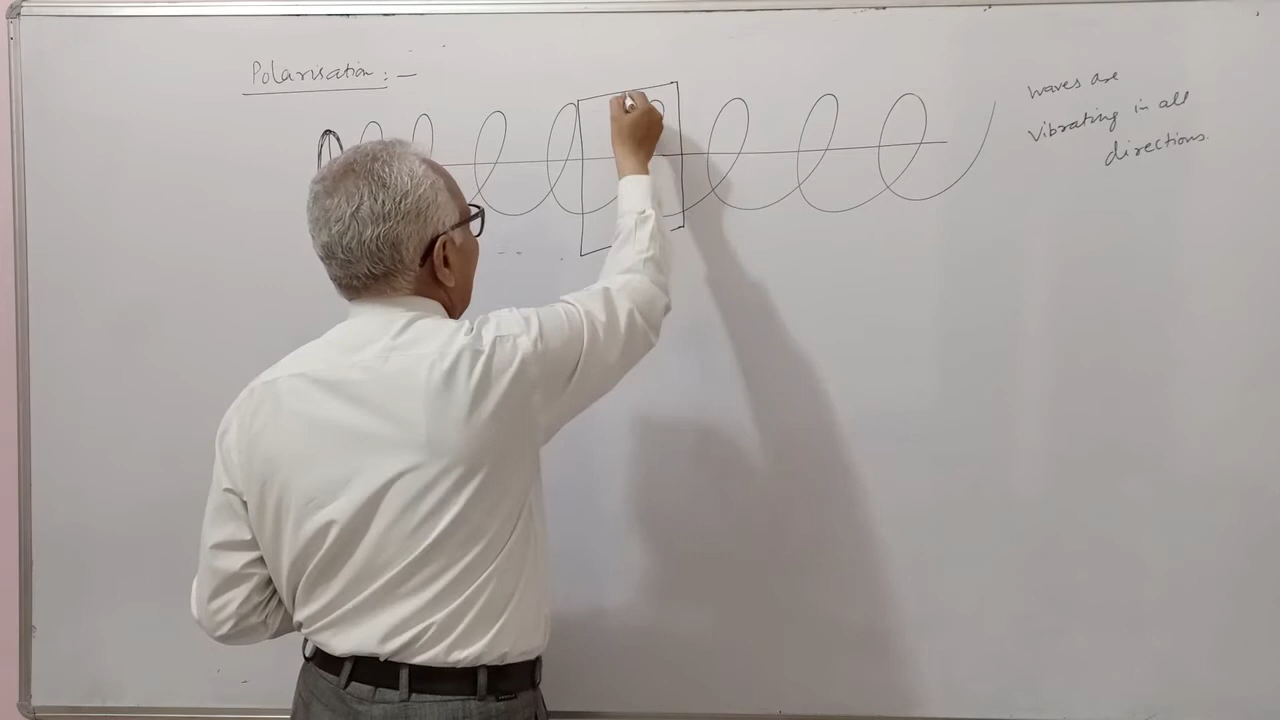 Polarisation : –
waves are
vibrating in all
directions.